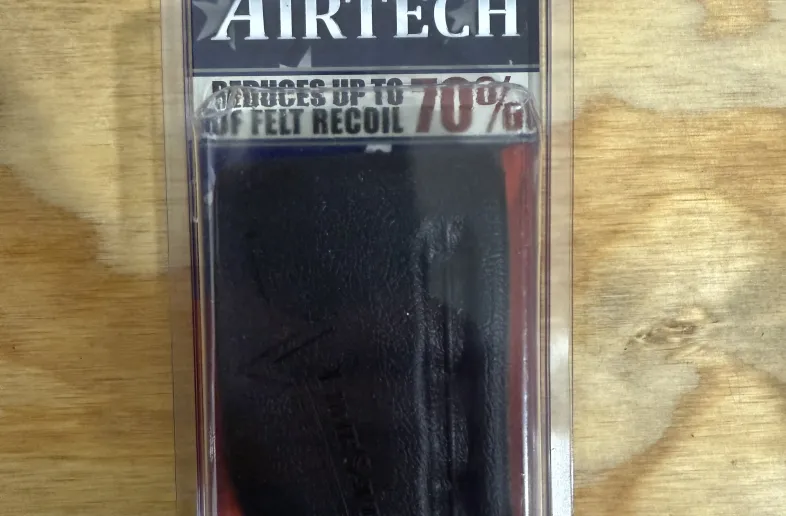 AIRTECH
REDUCES UP TO 70%
OF FELT RECOIL